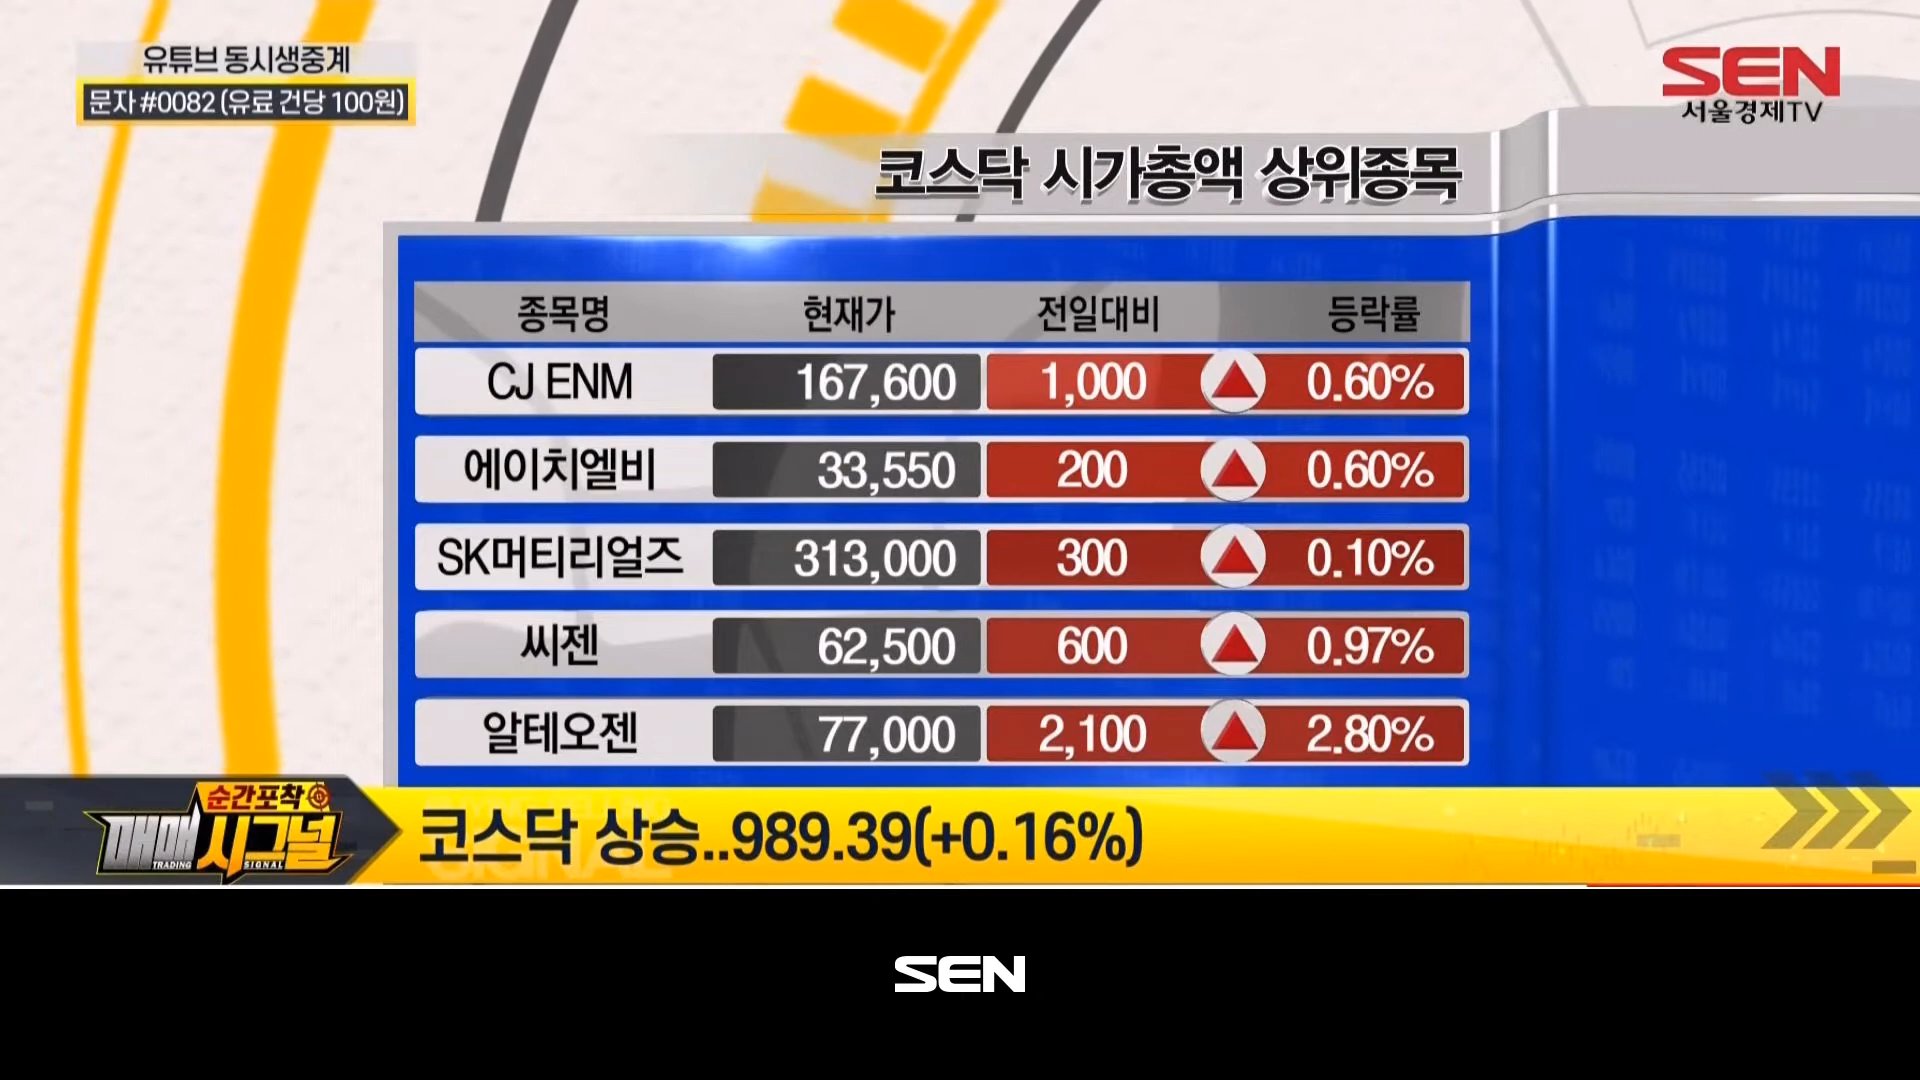 유튜브 동시생중계
문자 #0082 (유료 건당 100원)
SEN
서울경제TV
코스닥 시가총액 상위종목
종목명 현재가 전일대비 등락률
CJ ENM 167,600 1,000 ▲ 0.60%
에이치엘비 33,550 200 ▲ 0.60%
SK머티리얼즈 313,000 300 ▲ 0.10%
씨젠 62,500 600 ▲ 0.97%
알테오젠 77,000 2,100 ▲ 2.80%
순간포착
매매 시그널
TRADING SIGNAL
코스닥 상승..989.39(+0.16%)
SEN